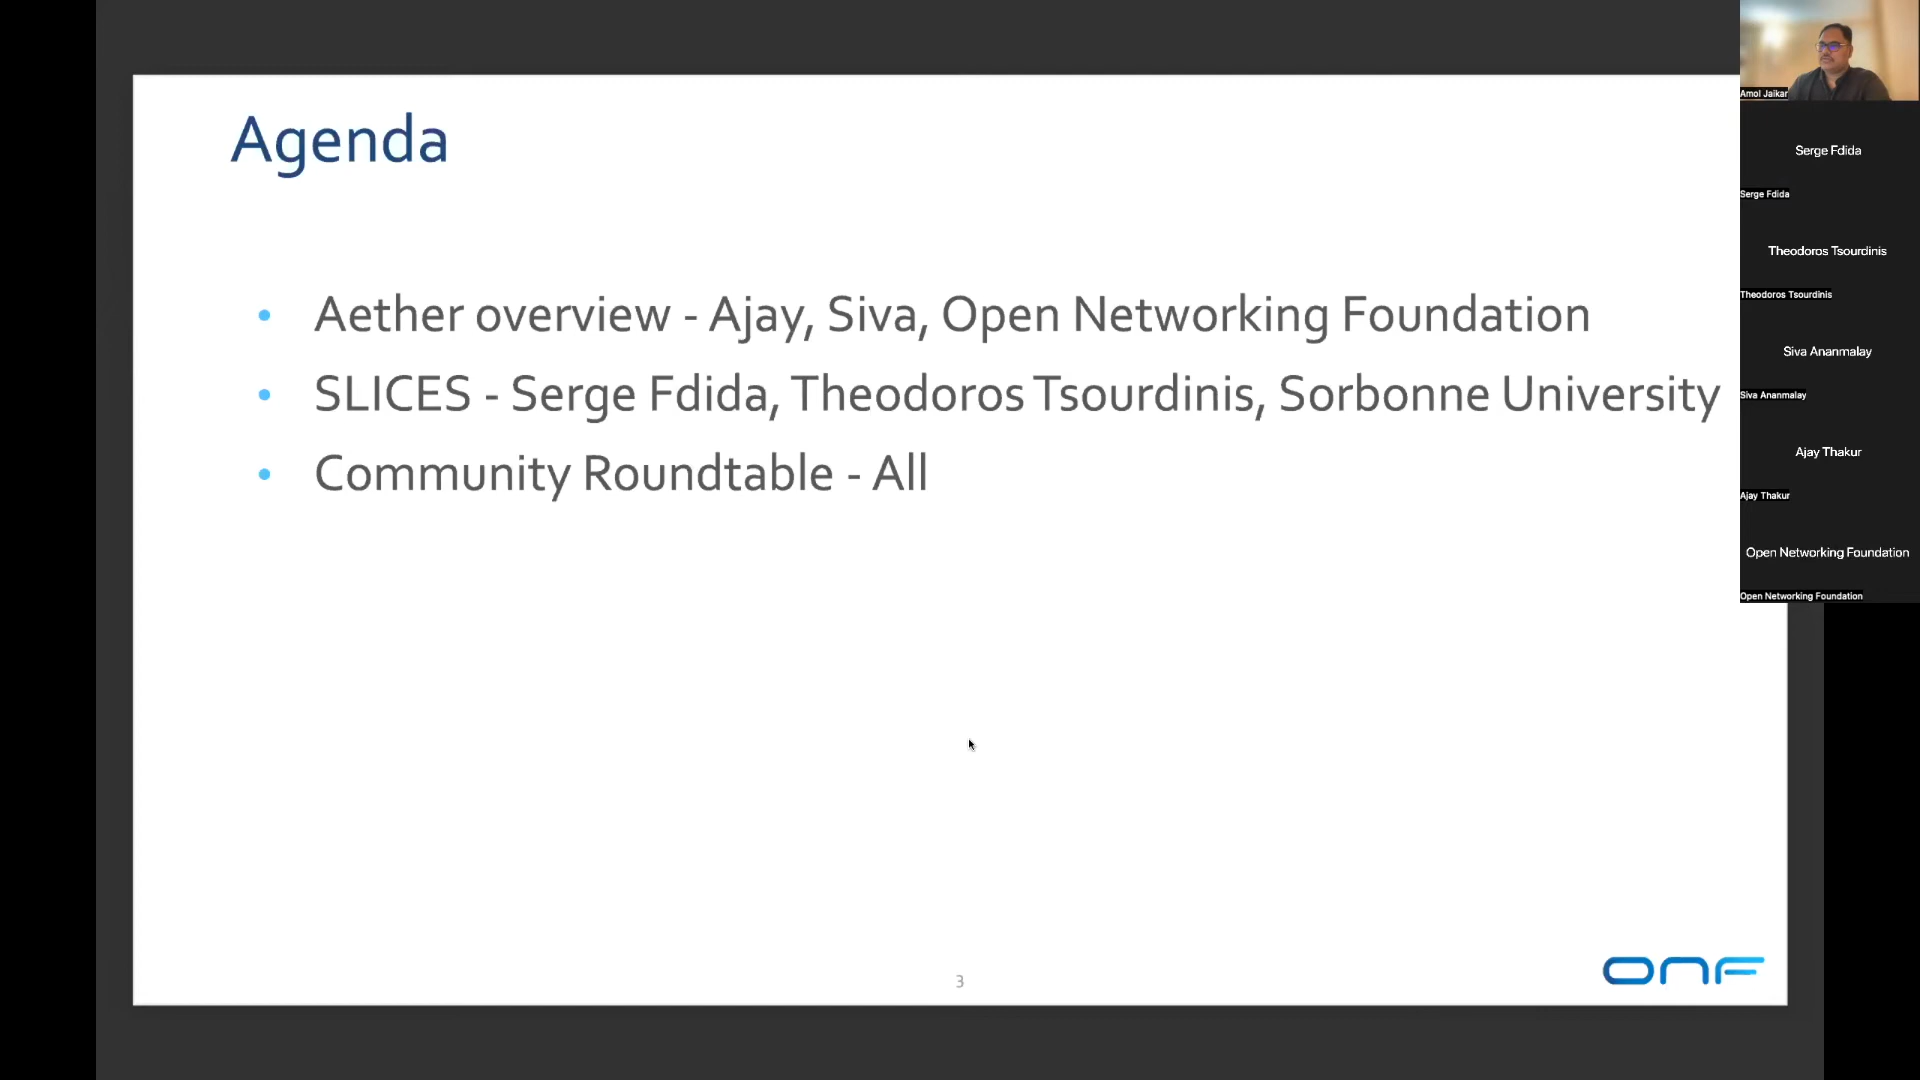 Agenda
• Aether overview - Ajay, Siva, Open Networking Foundation
• SLICES - Serge Fdida, Theodoros Tsourdinis, Sorbonne University
• Community Roundtable - All
3
ONF
Amol Jaikar
Serge Fdida
Serge Fdida
Theodoros Tsourdinis
Theodoros Tsourdinis
Siva Ananmalay
Siva Ananmalay
Ajay Thakur
Ajay Thakur
Open Networking Foundation
Open Networking Foundation